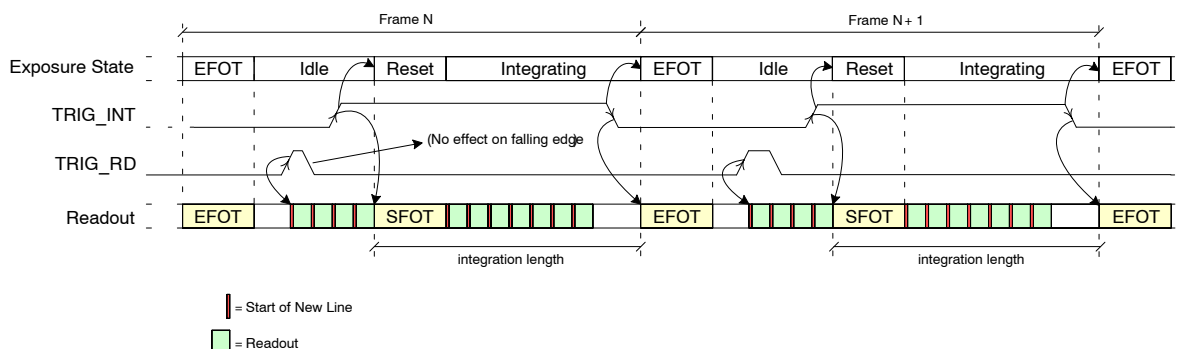 Frame N
Frame N+ 1
Exposure State
EFOT
Idle
Reset
Integrating
EFOT
Idle
Reset
Integrating
EFOT
TRIG_INT
(No effect on falling edge)
TRIG_RD
Readout
EFOT
SFOT
EFOT
SFOT
EFOT
integration length
integration length
= Start of New Line
= Readout